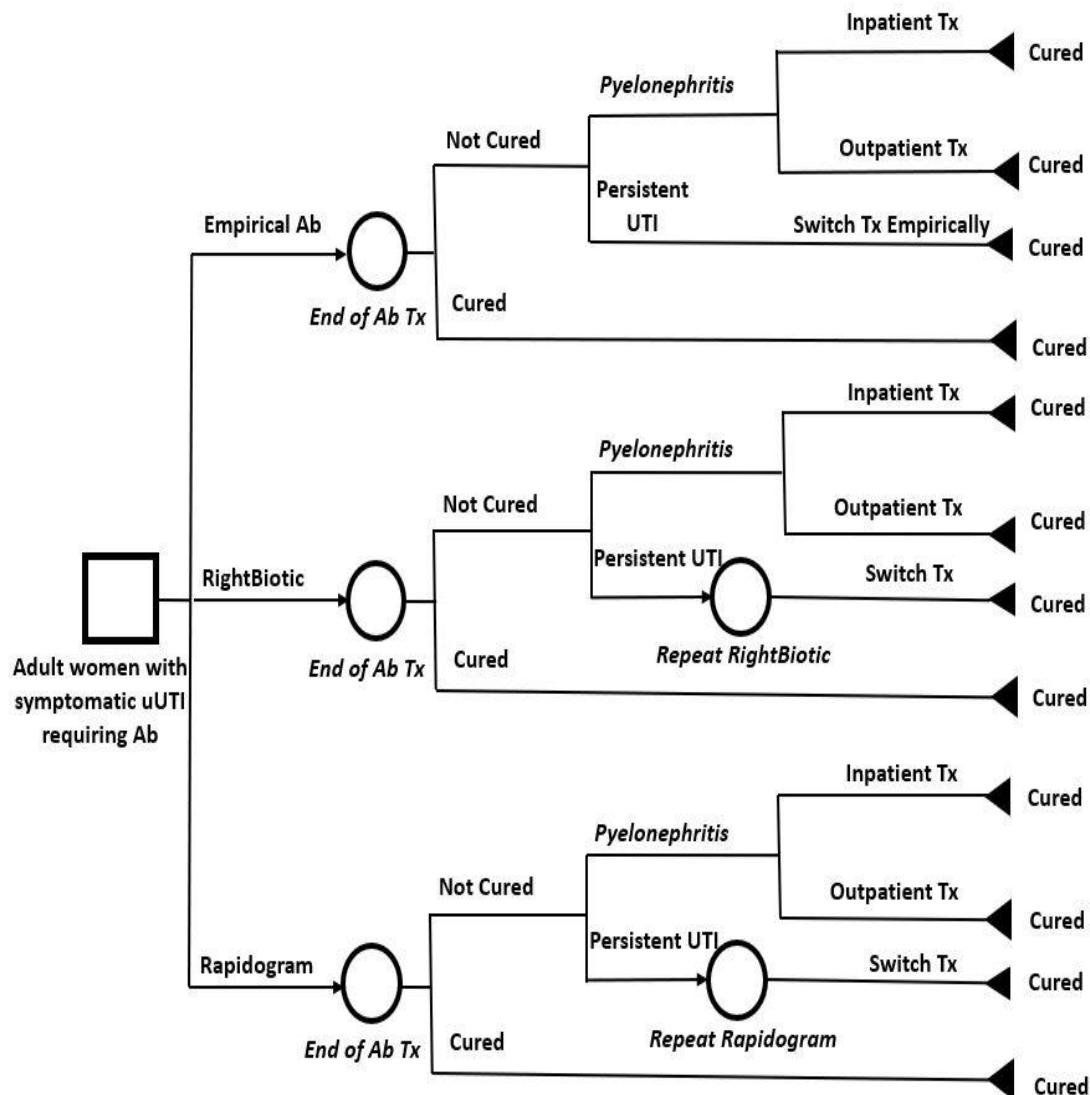 Inpatient Tx
Cured
Pyelonephritis
Not Cured
Outpatient Tx
Cured
Persistent
UTI
Switch Tx Empirically
Cured
Empirical Ab
End of Ab Tx
Cured
Cured
Inpatient Tx
Cured
Pyelonephritis
Not Cured
Outpatient Tx
Cured
Persistent UTI
Switch Tx
Cured
RightBiotic
Repeat RightBiotic
End of Ab Tx
Cured
Cured
Adult women with
symptomatic uUTI
requiring Ab
Inpatient Tx
Cured
Pyelonephritis
Not Cured
Outpatient Tx
Cured
Persistent UTI
Switch Tx
Cured
Rapidogram
Repeat Rapidogram
End of Ab Tx
Cured
Cured